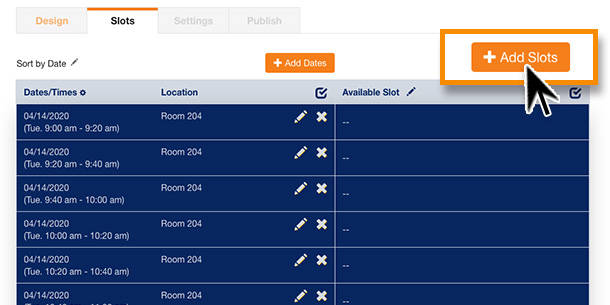 Design Slots Settings Publish
Sort by Date + Add Dates + Add Slots
Dates/Times Location Available Slot
04/14/2020 Room 204
(Tue. 9:00 am - 9:20 am) --
04/14/2020 Room 204
(Tue. 9:20 am - 9:40 am) --
04/14/2020 Room 204
(Tue. 9:40 am - 10:00 am) --
04/14/2020 Room 204
(Tue. 10:00 am - 10:20 am) --
04/14/2020 Room 204
(Tue. 10:20 am - 10:40 am) --
04/14/2020 Room 204